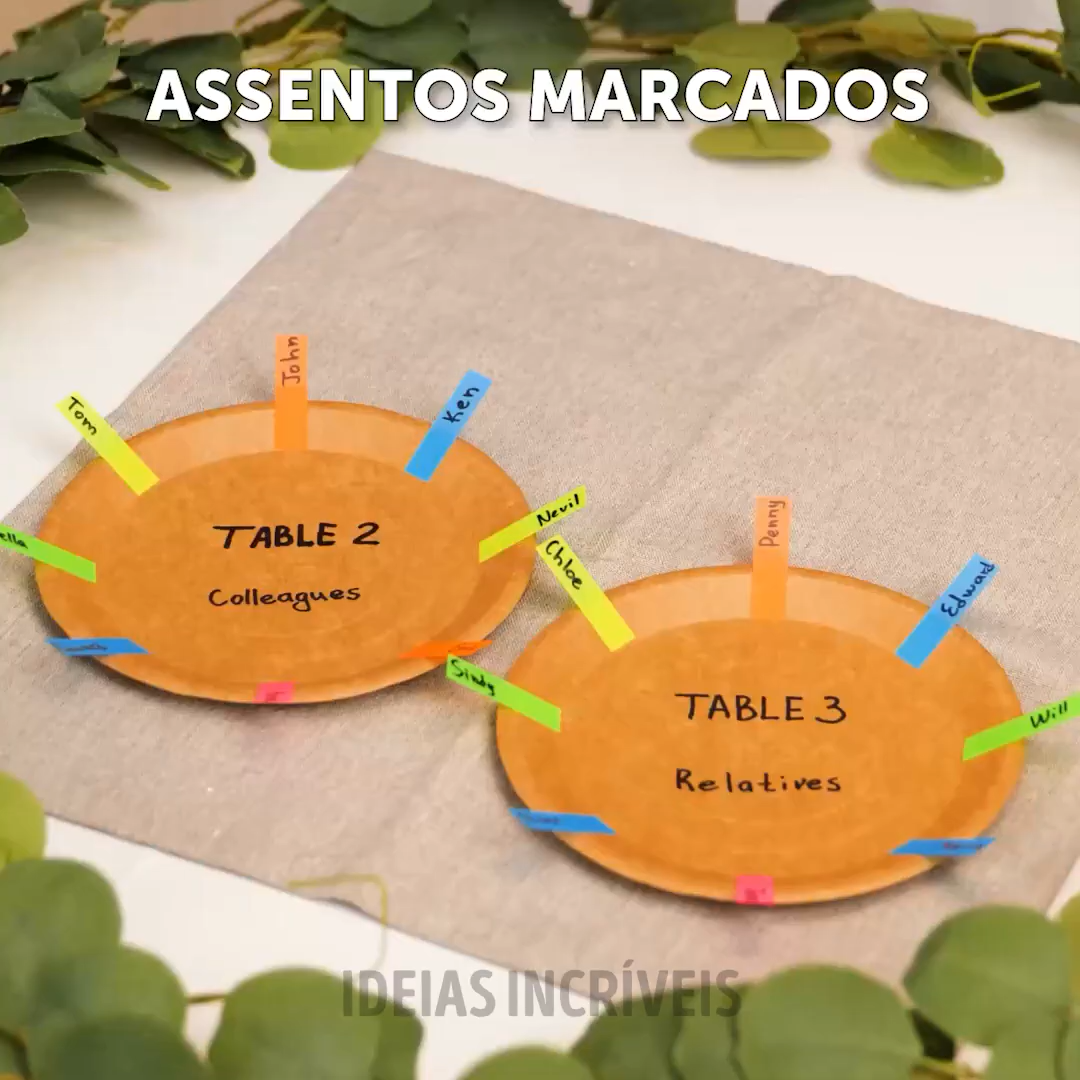 ASSENTOS MARCADOS
John
Ken
Tom
Nevil
TABLE 2
Colleagues
Penny
Chloe
Edward
Sindy
Will
TABLE 3
Relatives
IDEIAS INCRÍVEIS